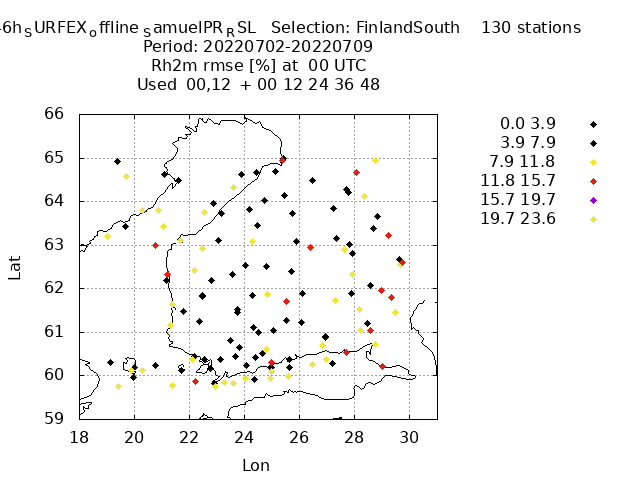 46h_SURFEX_offline_SamuelPR_RSL Selection: FinlandSouth 130 stations
Period: 20220702-20220709
Rh2m rmse [%] at 00 UTC
Used 00,12 + 00 12 24 36 48
66
65
64
63
62
61
60
59
18 20 22 24 26 28 30
Lat
Lon
0.0 3.9
3.9 7.9
7.9 11.8
11.8 15.7
15.7 19.7
19.7 23.6